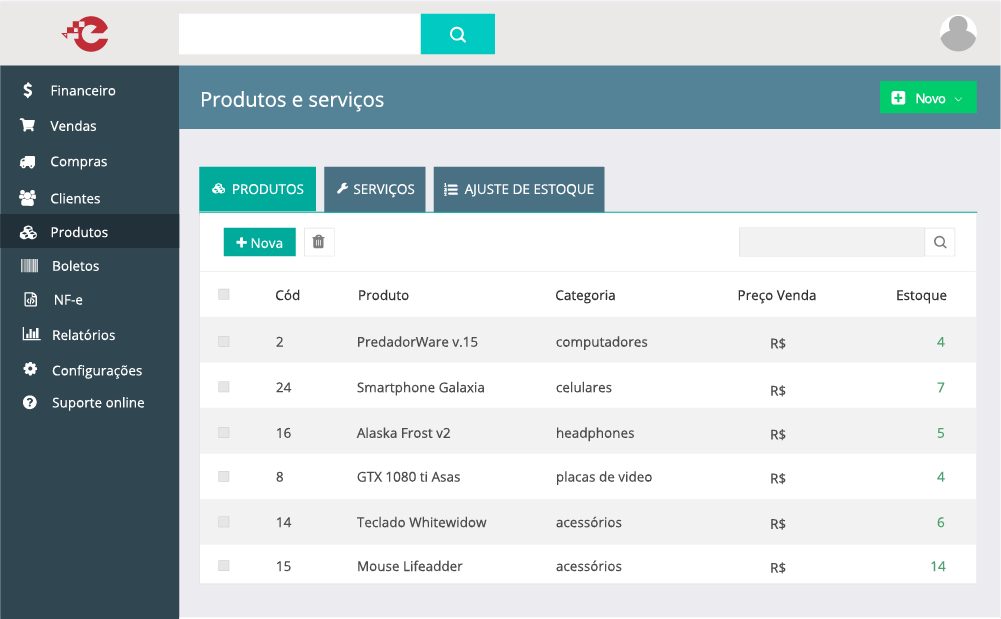 Financeiro
Vendas
Compras
Clientes
Produtos
Boletos
NF-e
Relatórios
Configurações
Suporte online
Produtos e serviços
Novo
PRODUTOS SERVIÇOS AJUSTE DE ESTOQUE
Nova
Cód Produto Categoria Preço Venda Estoque
2 PredadorWare v.15 computadores R$ 4
24 Smartphone Galaxia celulares R$ 7
16 Alaska Frost v2 headphones R$ 5
8 GTX 1080 ti Asas placas de video R$ 4
14 Teclado Whitewidow acessórios R$ 6
15 Mouse Lifeadder acessórios R$ 14